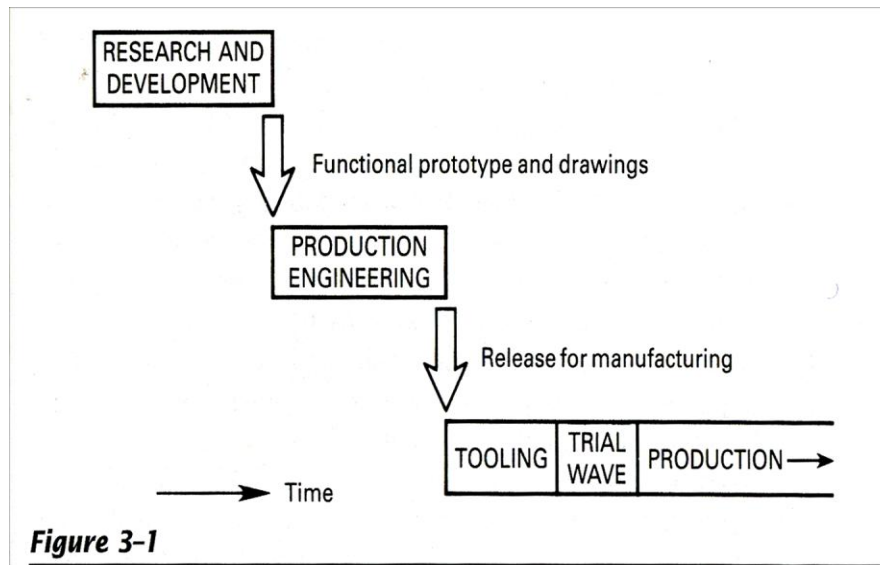 RESEARCH AND
DEVELOPMENT
Functional prototype and drawings
PRODUCTION
ENGINEERING
Release for manufacturing
TOOLING
TRIAL
WAVE
PRODUCTION
Time
Figure 3-1